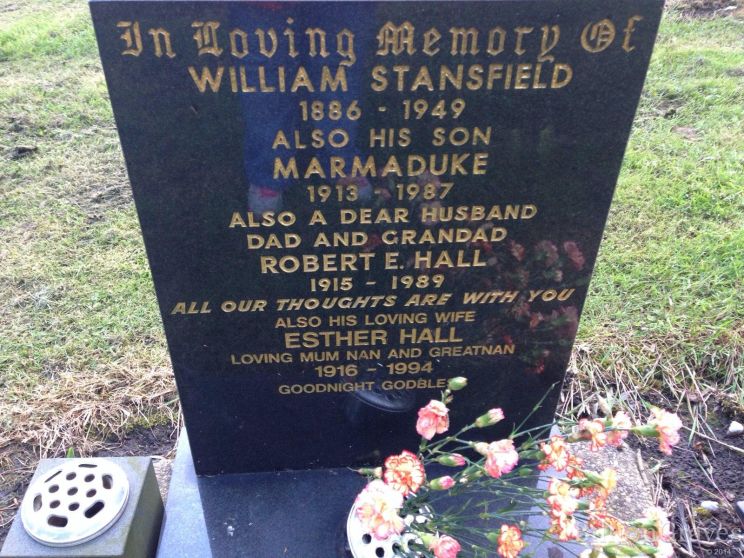 In Loving Memory Of
WILLIAM STANSFIELD
1886 - 1949
ALSO HIS SON
MARMADUKE
1913 - 1987
ALSO A DEAR HUSBAND
DAD AND GRANDAD
ROBERT E. HALL
1915 - 1989
ALL OUR THOUGHTS ARE WITH YOU
ALSO HIS LOVING WIFE
ESTHER HALL
LOVING MUM NAN AND GREATNAN
1916 - 1994
GOODNIGHT GODBLE